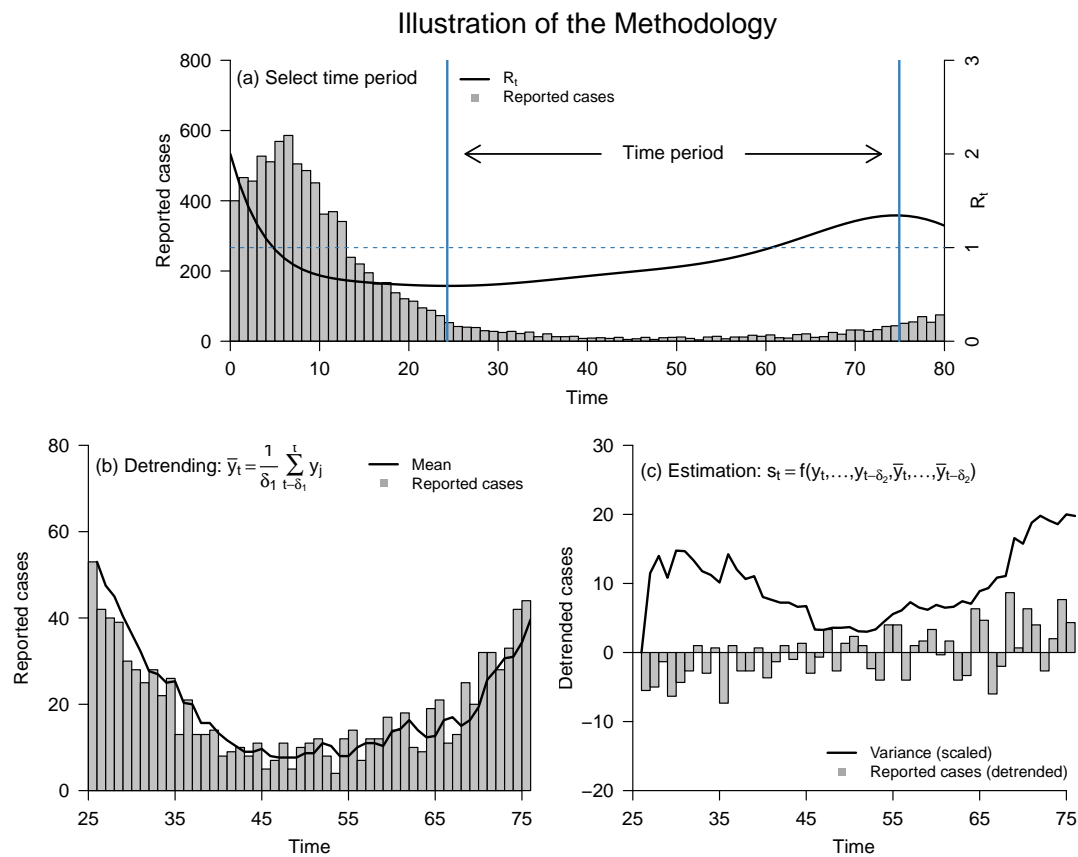 Illustration of the Methodology
(a) Select time period
R_t
Reported cases
Time period
Reported cases
800
600
400
200
0
3
2
1
0
R_t
0 10 20 30 40 50 60 70 80
Time
(b) Detrending: ȳ_t = 1/δ_1 ∑_{t−δ_1}^{t} y_j
Mean
Reported cases
Reported cases
80
60
40
20
0
25 35 45 55 65 75
Time
(c) Estimation: s_t = f(y_t,…,y_{t−δ_2},ȳ_t,…,ȳ_{t−δ_2})
Detrended cases
30
20
10
0
−10
−20
Variance (scaled)
Reported cases (detrended)
25 35 45 55 65 75
Time